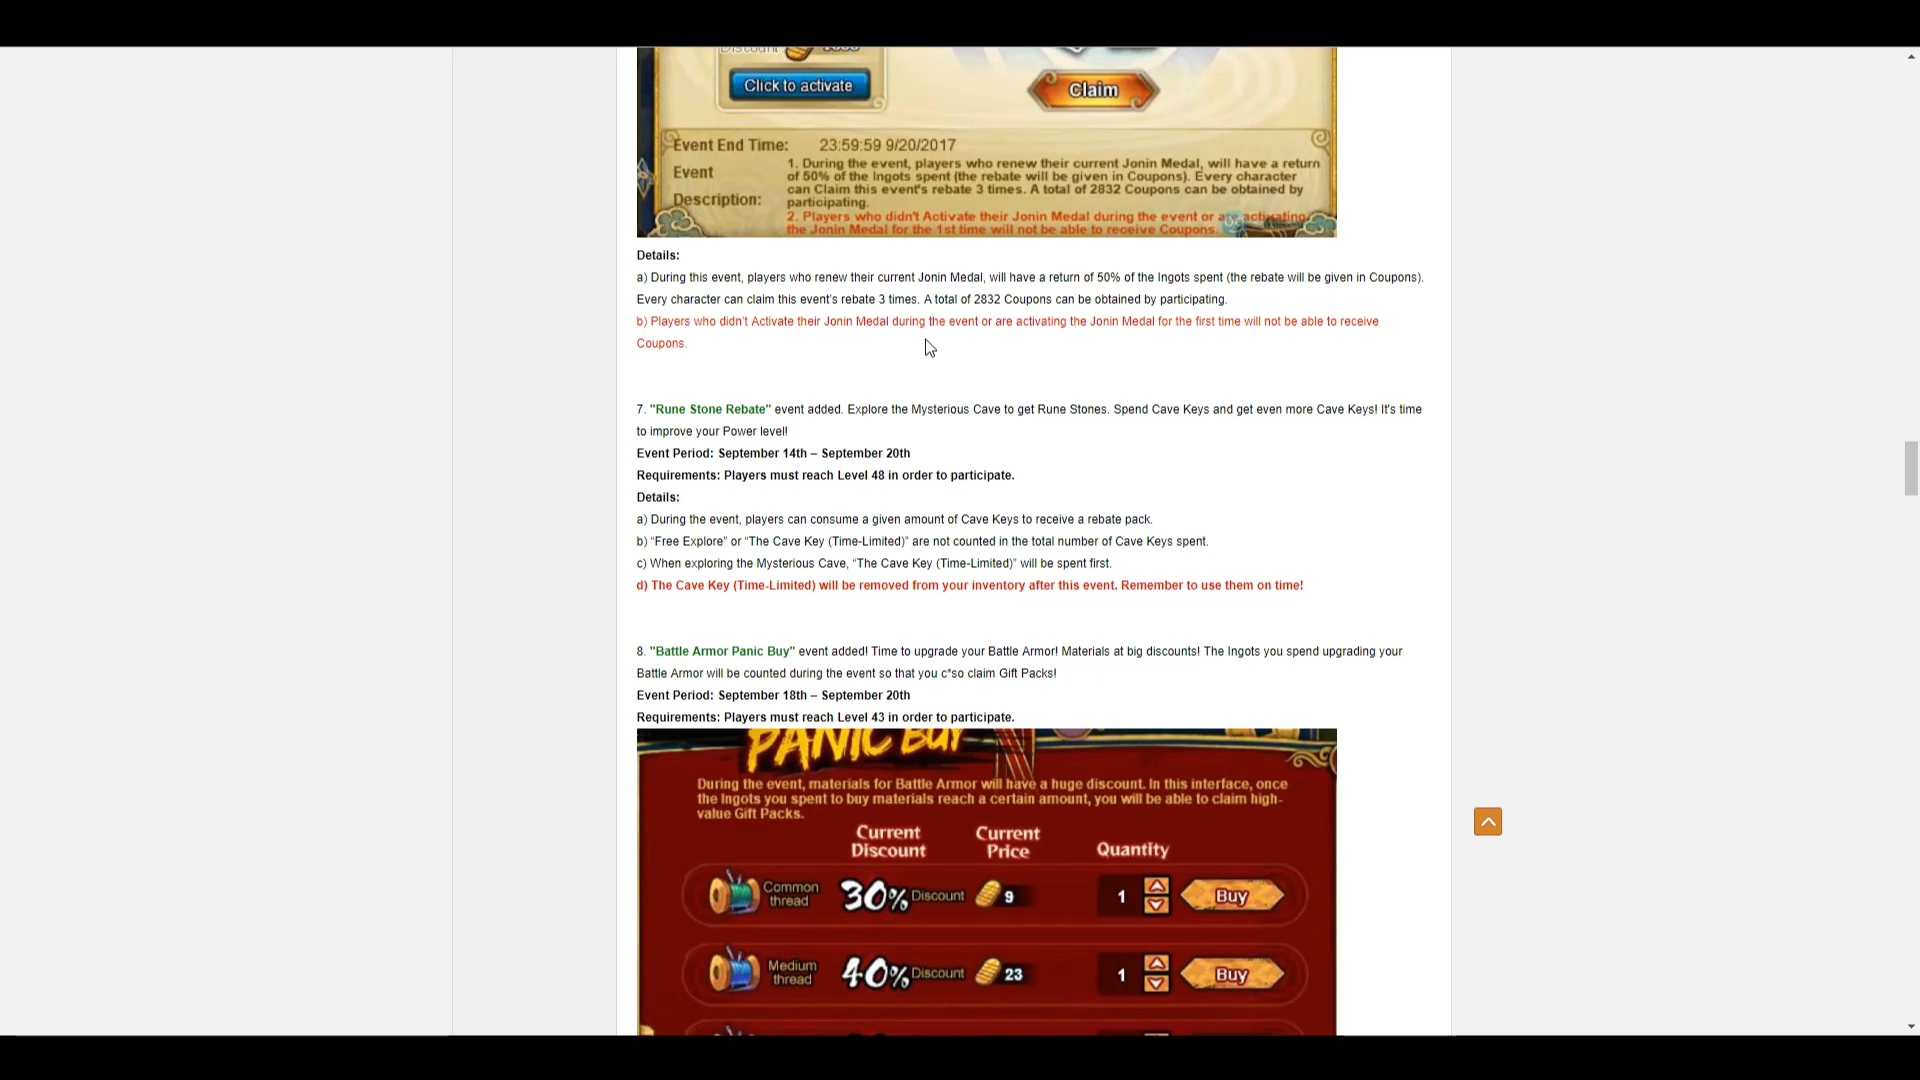 Discount
Click to activate
Claim
Event End Time: 23:59:59 9/20/2017
Event
Description:
1. During the event, players who renew their current Jonin Medal, will have a return
of 50% of the Ingots spent (the rebate will be given in Coupons). Every character
can Claim this event's rebate 3 times. A total of 2832 Coupons can be obtained by
participating.
2. Players who didn't Activate their Jonin Medal during the event or are activating
the Jonin Medal for the 1st time will not be able to receive Coupons.
Details:
a) During this event, players who renew their current Jonin Medal, will have a return of 50% of the Ingots spent (the rebate will be given in Coupons).
Every character can claim this event's rebate 3 times. A total of 2832 Coupons can be obtained by participating.
b) Players who didn't Activate their Jonin Medal during the event or are activating the Jonin Medal for the first time will not be able to receive
Coupons.
7. "Rune Stone Rebate" event added. Explore the Mysterious Cave to get Rune Stones. Spend Cave Keys and get even more Cave Keys! It's time
to improve your Power level!
Event Period: September 14th – September 20th
Requirements: Players must reach Level 48 in order to participate.
Details:
a) During the event, players can consume a given amount of Cave Keys to receive a rebate pack.
b) “Free Explore” or “The Cave Key (Time-Limited)” are not counted in the total number of Cave Keys spent.
c) When exploring the Mysterious Cave, “The Cave Key (Time-Limited)” will be spent first.
d) The Cave Key (Time-Limited) will be removed from your inventory after this event. Remember to use them on time!
8. "Battle Armor Panic Buy" event added! Time to upgrade your Battle Armor! Materials at big discounts! The Ingots you spend upgrading your
Battle Armor will be counted during the event so that you c*so claim Gift Packs!
Event Period: September 18th – September 20th
Requirements: Players must reach Level 43 in order to participate.
PANIC BUY
During the event, materials for Battle Armor will have a huge discount. In this interface, once
the Ingots you spent to buy materials reach a certain amount, you will be able to claim high-
value Gift Packs.
Current Discount
Current Price
Quantity
Common thread 30% Discount 9 1 Buy
Medium thread 40% Discount 23 1 Buy